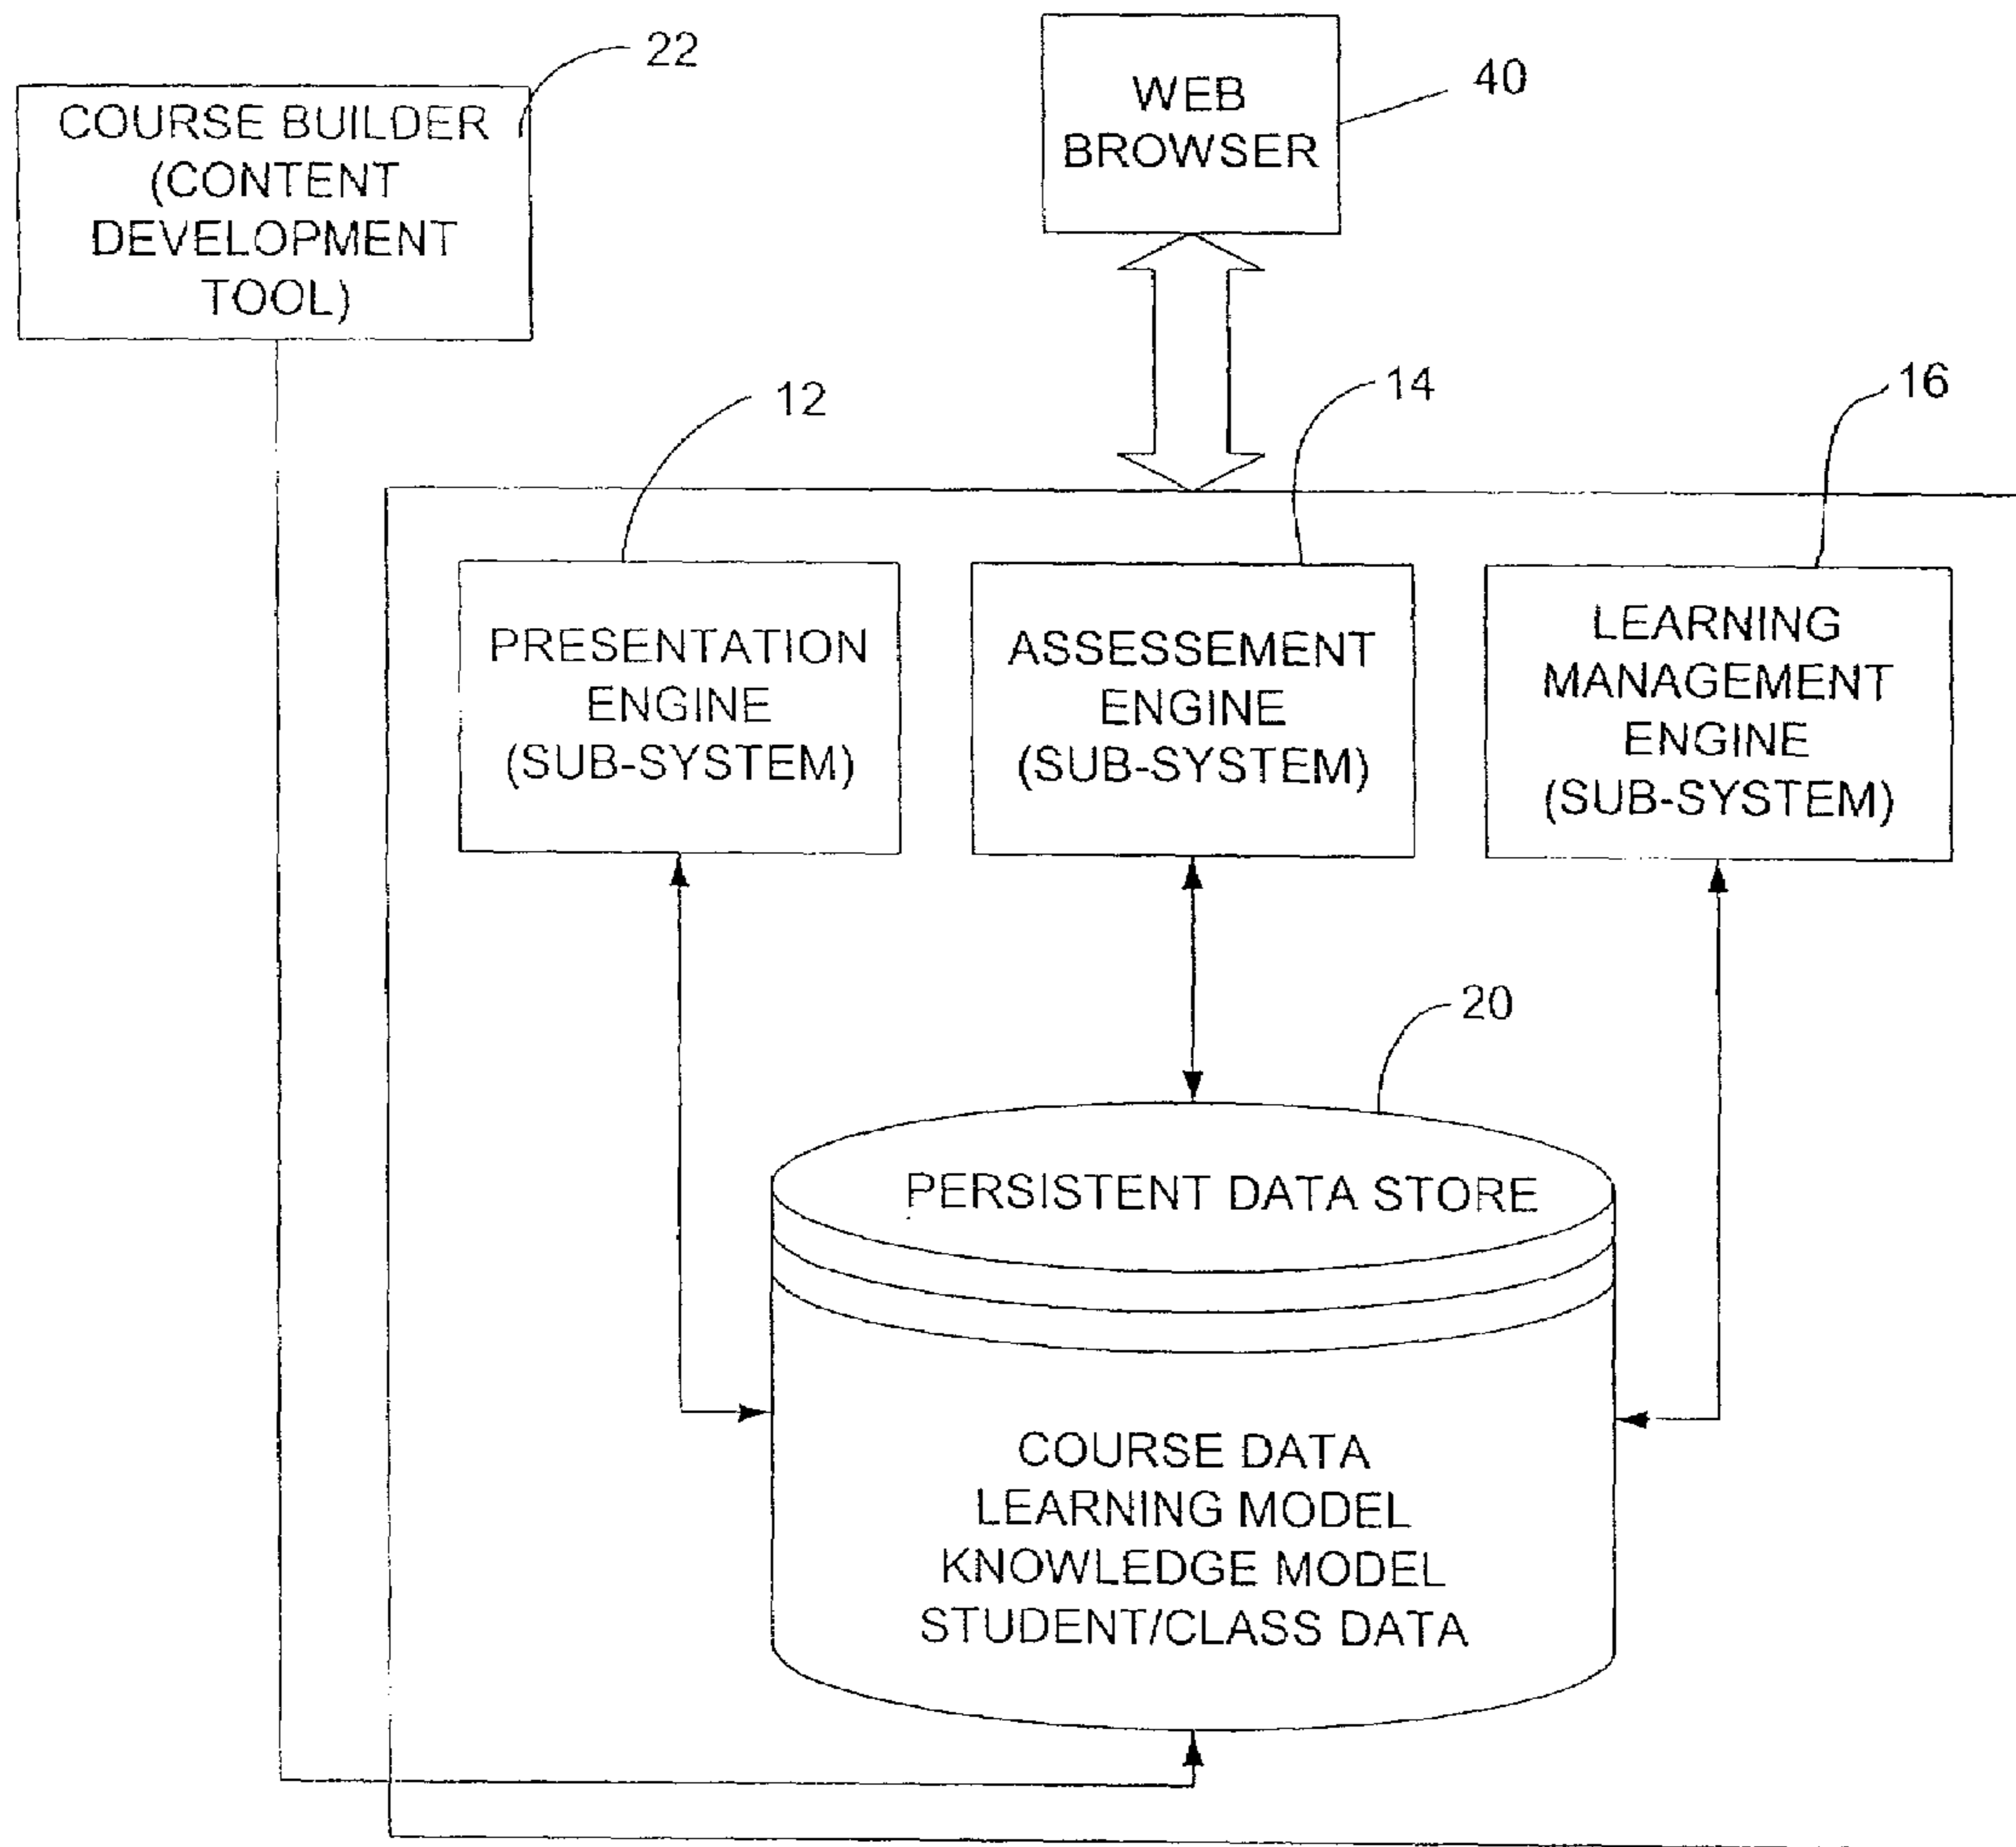 22
COURSE BUILDER
(CONTENT
DEVELOPMENT
TOOL)
WEB
BROWSER
40
12
14
16
PRESENTATION
ENGINE
(SUB-SYSTEM)
ASSESSEMENT
ENGINE
(SUB-SYSTEM)
LEARNING
MANAGEMENT
ENGINE
(SUB-SYSTEM)
20
PERSISTENT DATA STORE
COURSE DATA
LEARNING MODEL
KNOWLEDGE MODEL
STUDENT/CLASS DATA